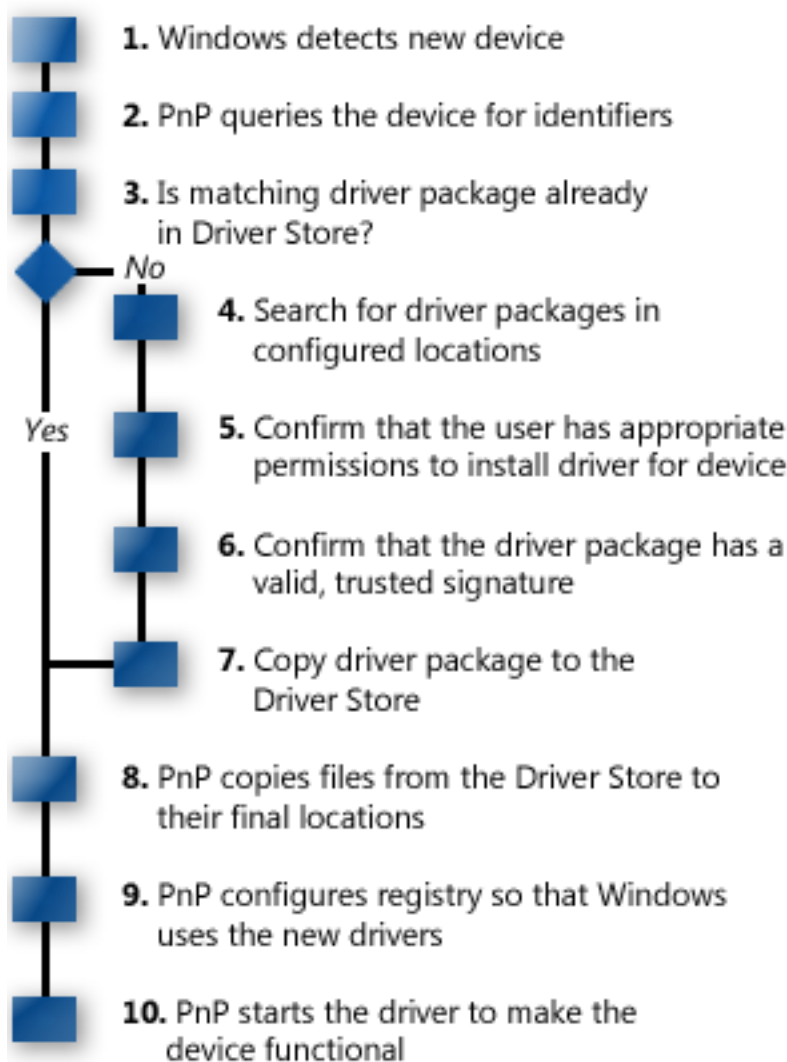 1. Windows detects new device
2. PnP queries the device for identifiers
3. Is matching driver package already
in Driver Store?
No
4. Search for driver packages in
configured locations
Yes
5. Confirm that the user has appropriate
permissions to install driver for device
6. Confirm that the driver package has a
valid, trusted signature
7. Copy driver package to the
Driver Store
8. PnP copies files from the Driver Store to
their final locations
9. PnP configures registry so that Windows
uses the new drivers
10. PnP starts the driver to make the
device functional